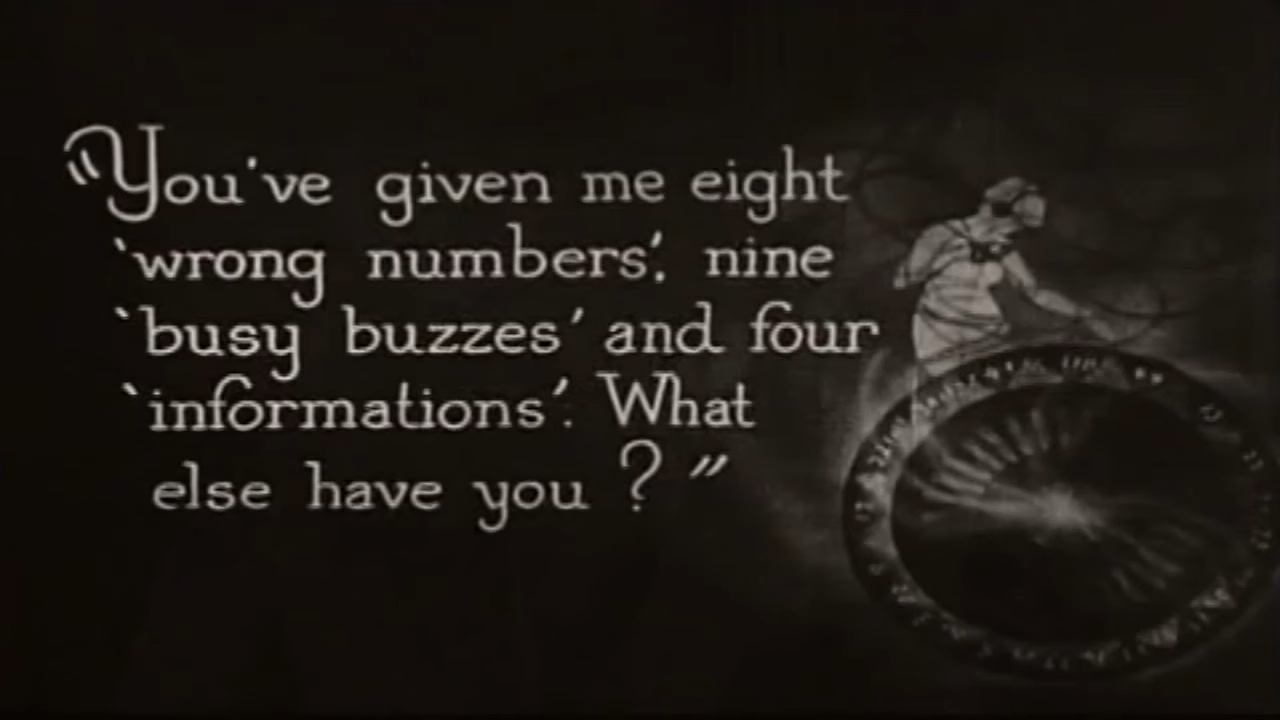 "You've given me eight
'wrong numbers', nine
'busy buzzes' and four
'informations'. What
else have you?"